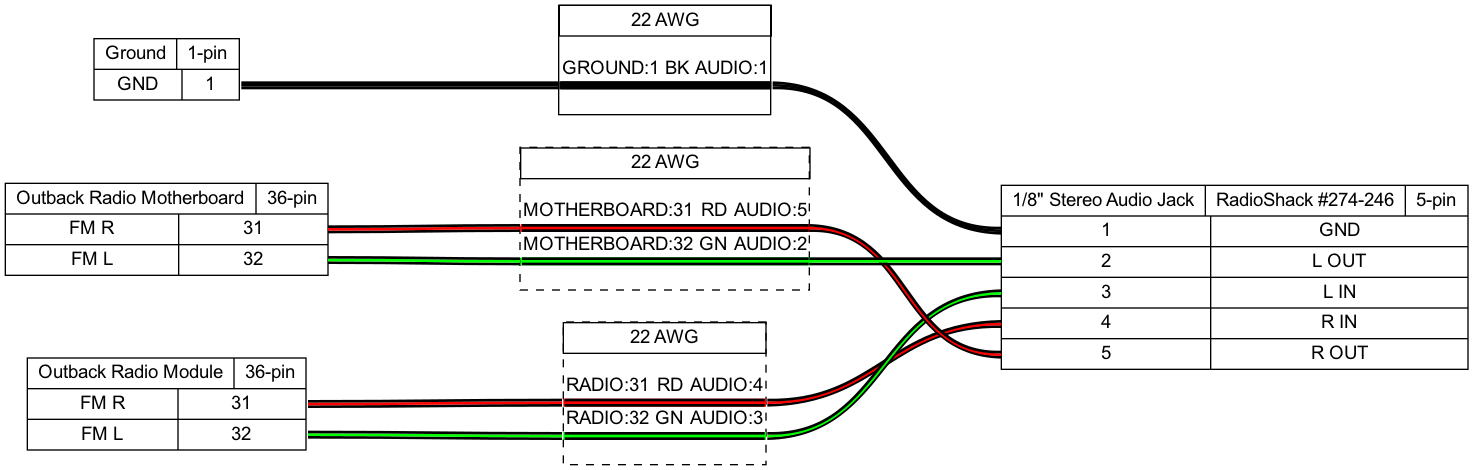 22 AWG
GROUND:1 BK AUDIO:1
Ground 1-pin
GND 1
22 AWG
MOTHERBOARD:31 RD AUDIO:5
MOTHERBOARD:32 GN AUDIO:2
Outback Radio Motherboard 36-pin
FM R 31
FM L 32
22 AWG
RADIO:31 RD AUDIO:4
RADIO:32 GN AUDIO:3
Outback Radio Module 36-pin
FM R 31
FM L 32
1/8" Stereo Audio Jack RadioShack #274-246 5-pin
1 GND
2 L OUT
3 L IN
4 R IN
5 R OUT